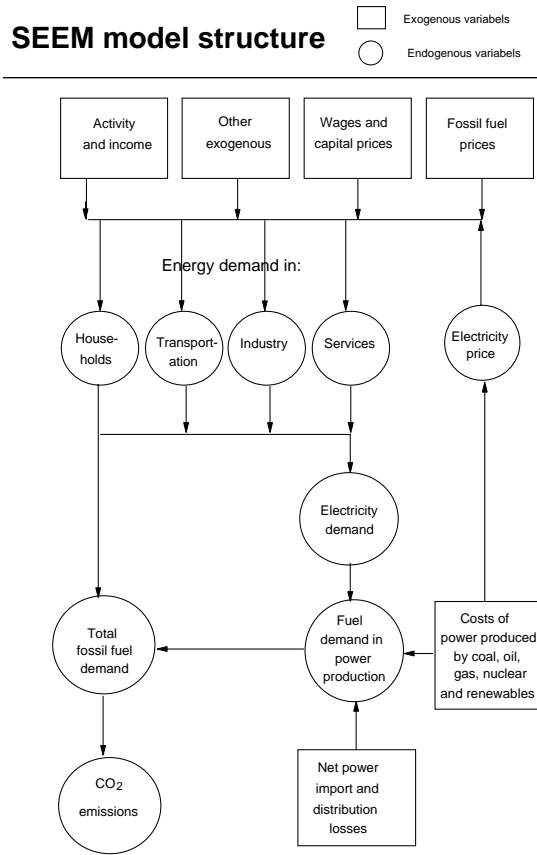 SEEM model structure
Exogenous variabels
Endogenous variabels
Activity
and income
Other
exogenous
Wages and
capital prices
Fossil fuel
prices
Energy demand in:
House-
holds
Transport-
ation
Industry
Services
Electricity
price
Electricity
demand
Total
fossil fuel
demand
Fuel
demand in
power
production
Costs of
power produced
by coal, oil,
gas, nuclear
and renewables
CO2
emissions
Net power
import and
distribution
losses